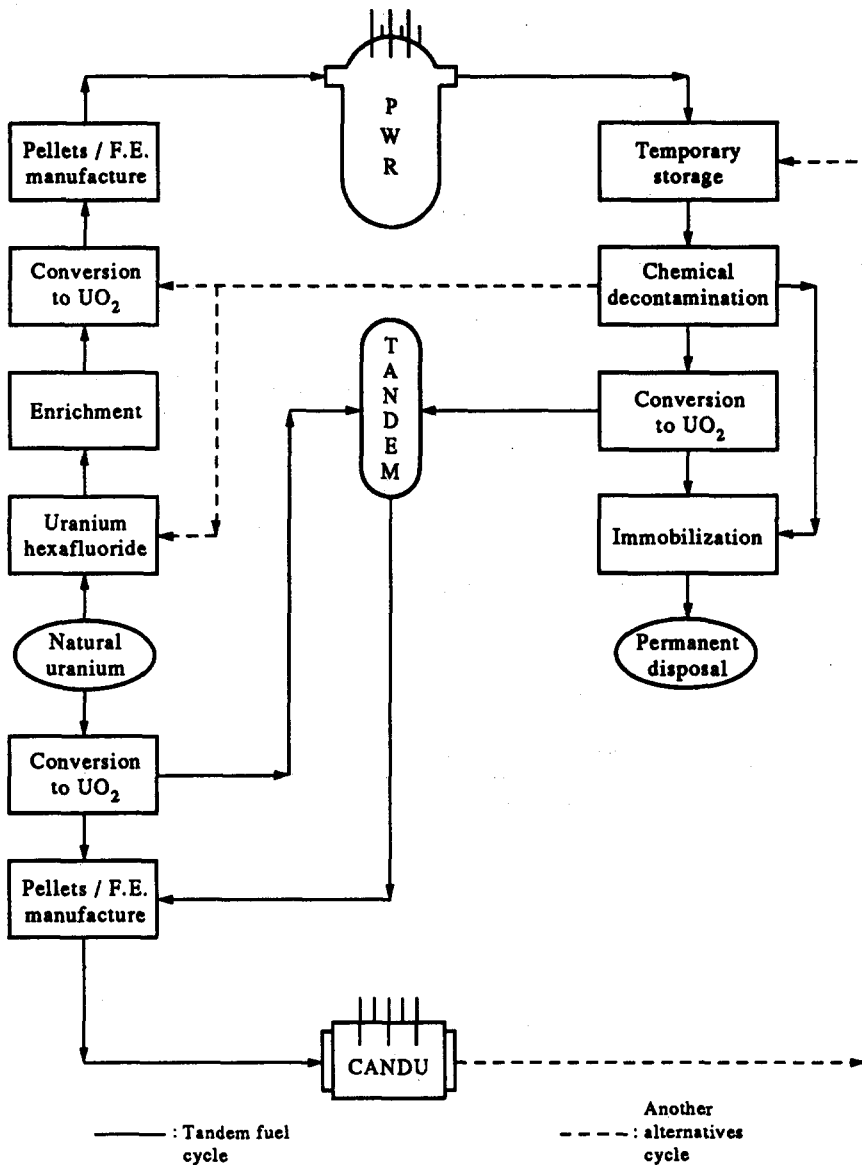 P
W
R
Pellets / F.E.
manufacture
Temporary
storage
Conversion
to UO₂
Chemical
decontamination
T
A
N
D
E
M
Enrichment
Conversion
to UO₂
Uranium
hexafluoride
Immobilization
Natural
uranium
Permanent
disposal
Conversion
to UO₂
Pellets / F.E.
manufacture
CANDU
: Tandem fuel
cycle
Another
: alternatives
cycle